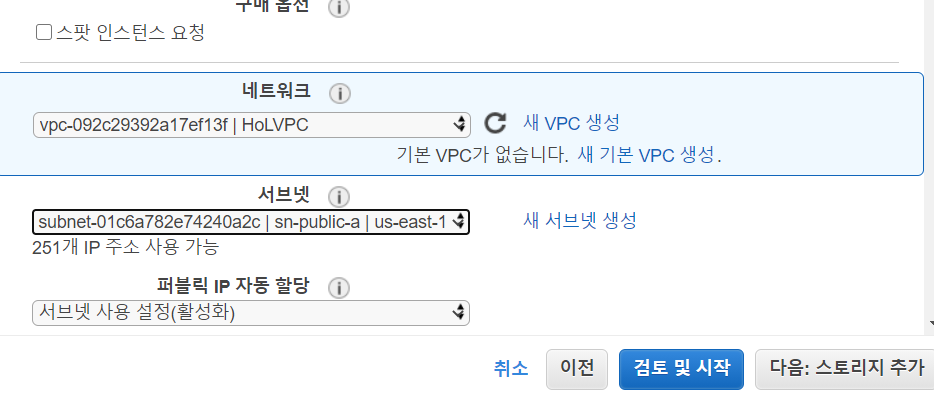 구매 옵션
스팟 인스턴스 요청
네트워크
vpc-092c29392a17ef13f | HoLVPC
새 VPC 생성
기본 VPC가 없습니다. 새 기본 VPC 생성.
서브넷
subnet-01c6a782e74240a2c | sn-public-a | us-east-1
새 서브넷 생성
251개 IP 주소 사용 가능
퍼블릭 IP 자동 할당
서브넷 사용 설정(활성화)
취소
이전
검토 및 시작
다음: 스토리지 추가